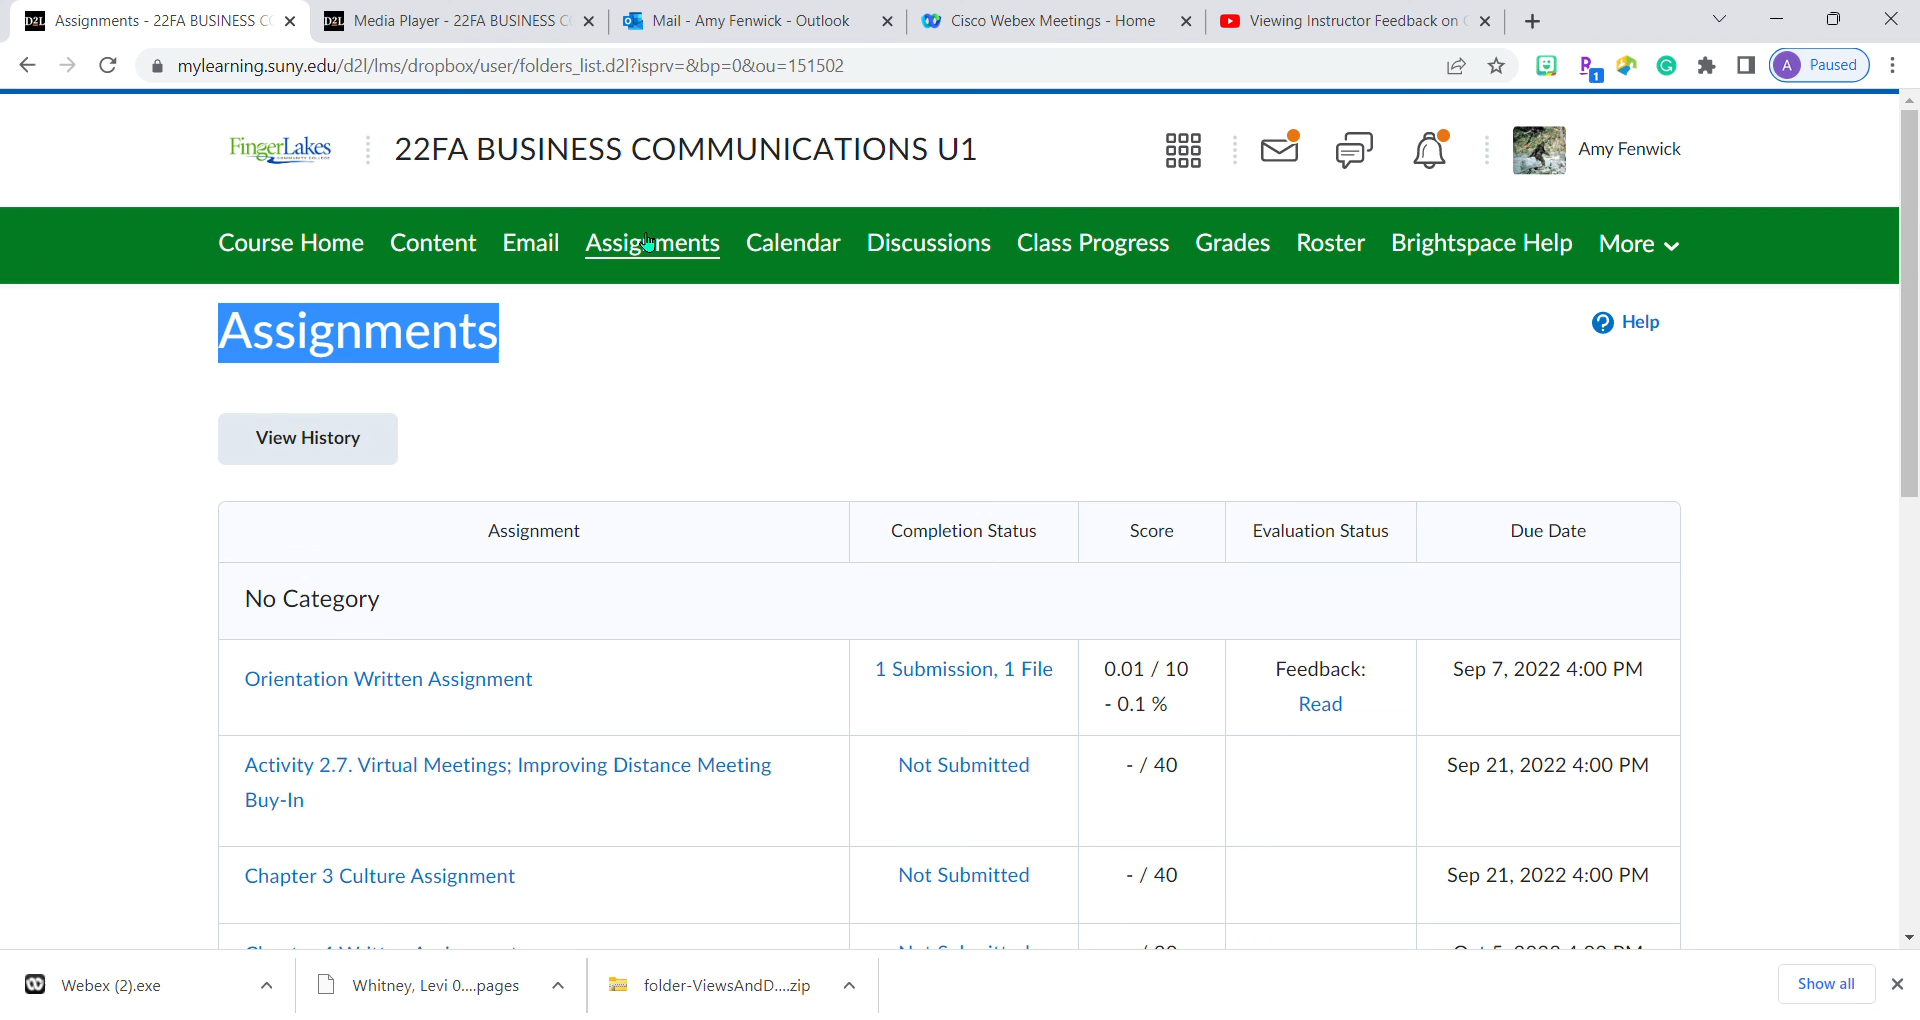 Assignments - 22FA BUSINESS C
Media Player - 22FA BUSINESS C
Mail - Amy Fenwick - Outlook
Cisco Webex Meetings - Home
Viewing Instructor Feedback on
mylearning.suny.edu/d2l/lms/dropbox/user/folders_list.d2l?isprv=&bp=0&ou=151502
1
A Paused
FingerLakes
COMMUNITY COLLEGE
22FA BUSINESS COMMUNICATIONS U1
Amy Fenwick
Course Home Content Email Assignments Calendar Discussions Class Progress Grades Roster Brightspace Help More
Assignments
Help
View History
Assignment Completion Status Score Evaluation Status Due Date
No Category
Orientation Written Assignment 1 Submission, 1 File 0.01 / 10 Feedback: Sep 7, 2022 4:00 PM
- 0.1 % Read
Activity 2.7. Virtual Meetings; Improving Distance Meeting Not Submitted - / 40 Sep 21, 2022 4:00 PM
Buy-In
Chapter 3 Culture Assignment Not Submitted - / 40 Sep 21, 2022 4:00 PM
Webex (2).exe
Whitney, Levi 0....pages
folder-ViewsAndD....zip
Show all